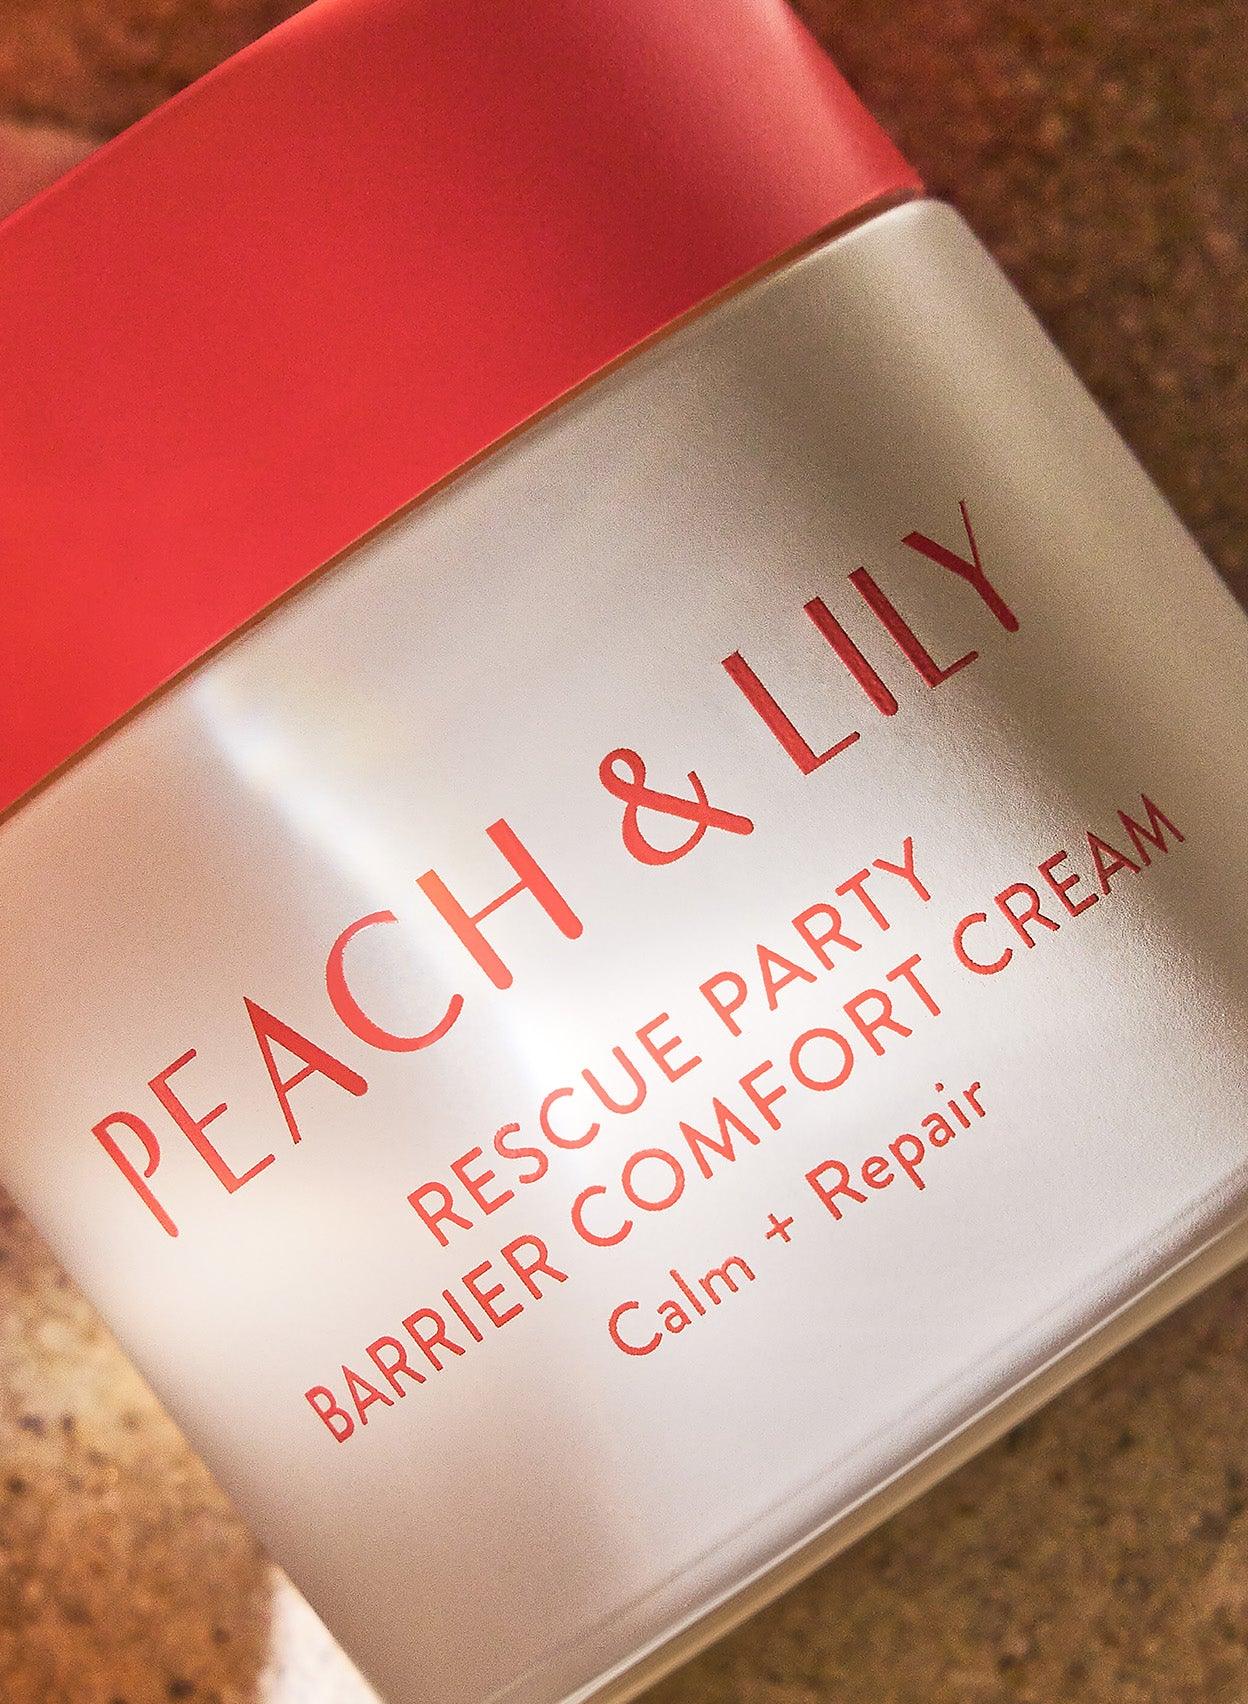 PEACH & LILY
RESCUE PARTY
BARRIER COMFORT CREAM
Calm + Repair